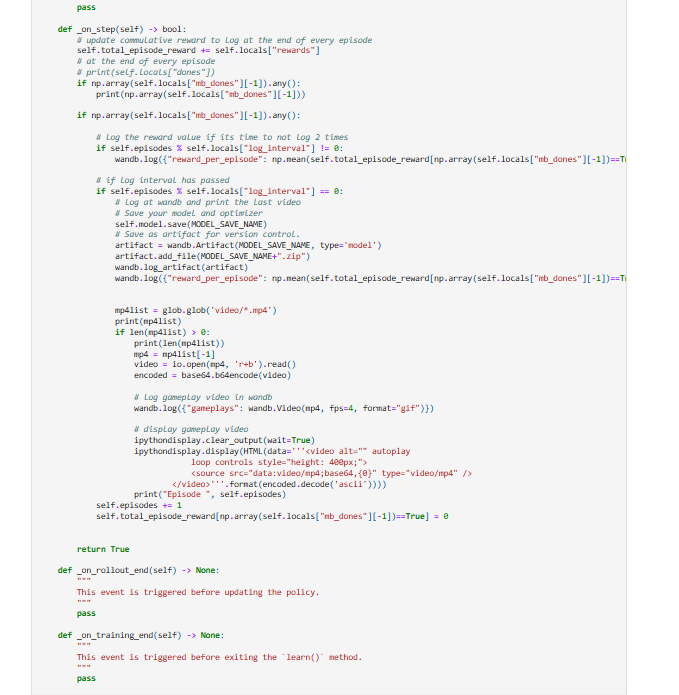 pass
def _on_step(self) -> bool:
# update commulative reward to log at the end of every episode
self.total_episode_reward += self.locals["rewards"]
# at the end of every episode
# print(self.locals["dones"])
if np.array(self.locals["mb_dones"][-1]).any():
print(np.array(self.locals["mb_dones"][-1]))
if np.array(self.locals["mb_dones"][-1]).any():
# Log the reward value if its time to not log 2 times
if self.episodes % self.locals["log_interval"] != 0:
wandb.log({"reward_per_episode": np.mean(self.total_episode_reward[np.array(self.locals["mb_dones"][-1])==T
# if log interval has passed
if self.episodes % self.locals["log_interval"] == 0:
# Log at wandb and print the last video
# Save your model and optimizer
self.model.save(MODEL_SAVE_NAME)
# Save as artifact for version control.
artifact = wandb.Artifact(MODEL_SAVE_NAME, type='model')
artifact.add_file(MODEL_SAVE_NAME+".zip")
wandb.log_artifact(artifact)
wandb.log({"reward_per_episode": np.mean(self.total_episode_reward[np.array(self.locals["mb_dones"][-1])==T
mp4list = glob.glob('video/*.mp4')
print(mp4list)
if len(mp4list) > 0:
print(len(mp4list))
mp4 = mp4list[-1]
video = io.open(mp4, 'r+b').read()
encoded = base64.b64encode(video)
# log gameplay video in wandb
wandb.log({"gameplays": wandb.Video(mp4, fps=4, format="gif")})
# display gameplay video
ipythondisplay.clear_output(wait=True)
ipythondisplay.display(HTML(data='''<video alt="" autoplay
loop controls style="height: 400px;">
<source src="data:video/mp4;base64,{0}" type="video/mp4" />
</video>'''.format(encoded.decode('ascii'))))
print("Episode ", self.episodes)
self.episodes += 1
self.total_episode_reward[np.array(self.locals["mb_dones"][-1])==True] = 0
return True
def _on_rollout_end(self) -> None:
"""
This event is triggered before updating the policy.
"""
pass
def _on_training_end(self) -> None:
"""
This event is triggered before exiting the `learn()` method.
"""
pass